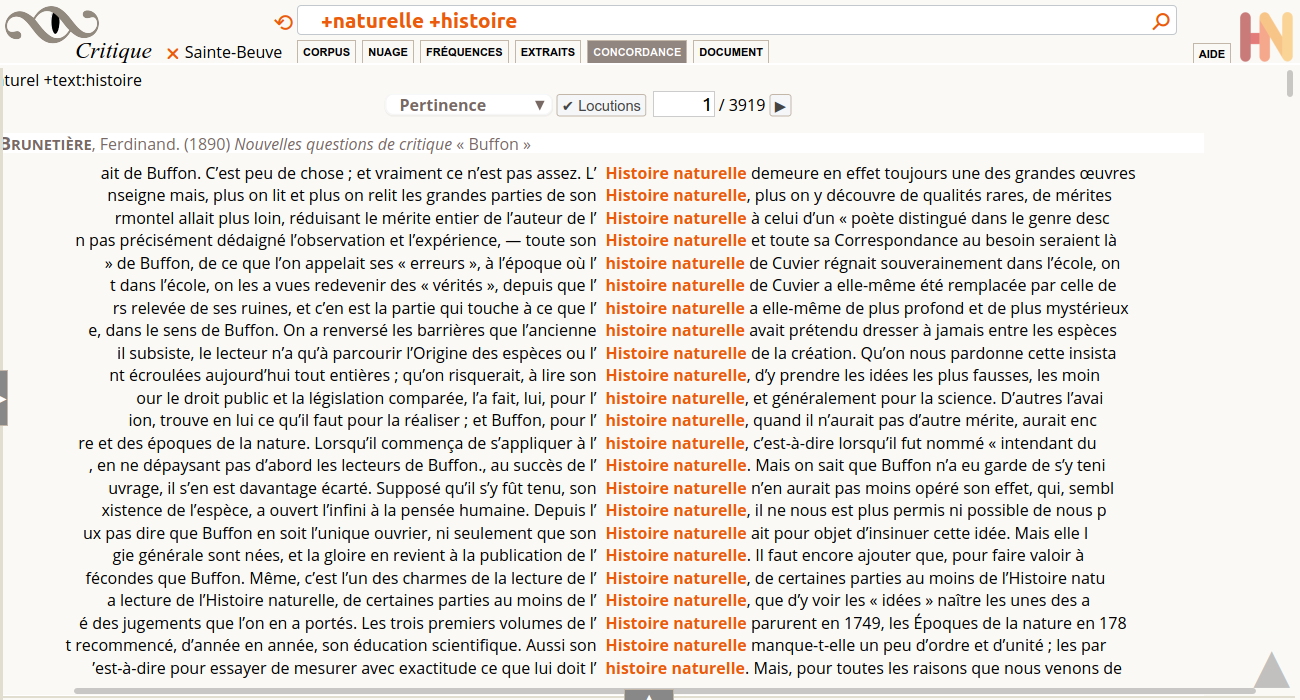 +naturelle +histoire
Critique
× Sainte-Beuve
CORPUS NUAGE FRÉQUENCES EXTRAITS CONCORDANCE DOCUMENT
AIDE
HN
turel +text:histoire
Pertinence ▼ ✔ Locutions 1 / 3919 ▶
BRUNETIÈRE, Ferdinand. (1890) Nouvelles questions de critique « Buffon »
ait de Buffon. C’est peu de chose ; et vraiment ce n’est pas assez. L’ Histoire naturelle demeure en effet toujours une des grandes œuvres
nseigne mais, plus on lit et plus on relit les grandes parties de son Histoire naturelle, plus on y découvre de qualités rares, de mérites
rmontel allait plus loin, réduisant le mérite entier de l’auteur de l’ Histoire naturelle à celui d’un « poète distingué dans le genre desc
n pas précisément dédaigné l’observation et l’expérience, — toute son Histoire naturelle et toute sa Correspondance au besoin seraient là
» de Buffon, de ce que l’on appelait ses « erreurs », à l’époque où l’ histoire naturelle de Cuvier régnait souverainement dans l’école, on
t dans l’école, on les a vues redevenir des « vérités », depuis que l’ histoire naturelle de Cuvier a elle-même été remplacée par celle de
rs relevée de ses ruines, et c’en est la partie qui touche à ce que l’ histoire naturelle a elle-même de plus profond et de plus mystérieux
e, dans le sens de Buffon. On a renversé les barrières que l’ancienne histoire naturelle avait prétendu dresser à jamais entre les espèces
il subsiste, le lecteur n’a qu’à parcourir l’Origine des espèces ou l’ Histoire naturelle de la création. Qu’on nous pardonne cette insista
nt écroulées aujourd’hui tout entières ; qu’on risquerait, à lire son Histoire naturelle, d’y prendre les idées les plus fausses, les moin
our le droit public et la législation comparée, l’a fait, lui, pour l’ histoire naturelle, et généralement pour la science. D’autres l’avai
ion, trouve en lui ce qu’il faut pour la réaliser ; et Buffon, pour l’ histoire naturelle, quand il n’aurait pas d’autre mérite, aurait enc
re et des époques de la nature. Lorsqu’il commença de s’appliquer à l’ histoire naturelle, c’est-à-dire lorsqu’il fut nommé « intendant du
, en ne dépaysant pas d’abord les lecteurs de Buffon., au succès de l’ Histoire naturelle. Mais on sait que Buffon n’a eu garde de s’y teni
uvrage, il s’en est davantage écarté. Supposé qu’il s’y fût tenu, son Histoire naturelle n’en aurait pas moins opéré son effet, qui, sembl
xistence de l’espèce, a ouvert l’infini à la pensée humaine. Depuis l’ Histoire naturelle, il ne nous est plus permis ni possible de nous p
ux pas dire que Buffon en soit l’unique ouvrier, ni seulement que son Histoire naturelle ait pour objet d’insinuer cette idée. Mais elle l
gie générale sont nées, et la gloire en revient à la publication de l’ Histoire naturelle. Il faut encore ajouter que, pour faire valoir à
fécondes que Buffon. Même, c’est l’un des charmes de la lecture de l’ Histoire naturelle, de certaines parties au moins de l’Histoire natu
a lecture de l’Histoire naturelle, de certaines parties au moins de l’ Histoire naturelle, que d’y voir les « idées » naître les unes des a
é des jugements que l’on en a portés. Les trois premiers volumes de l’ Histoire naturelle parurent en 1749, les Époques de la nature en 178
t recommencé, d’année en année, son éducation scientifique. Aussi son Histoire naturelle manque-t-elle un peu d’ordre et d’unité ; les par
’est-à-dire pour essayer de mesurer avec exactitude ce que lui doit l’ histoire naturelle. Mais, pour toutes les raisons que nous venons de